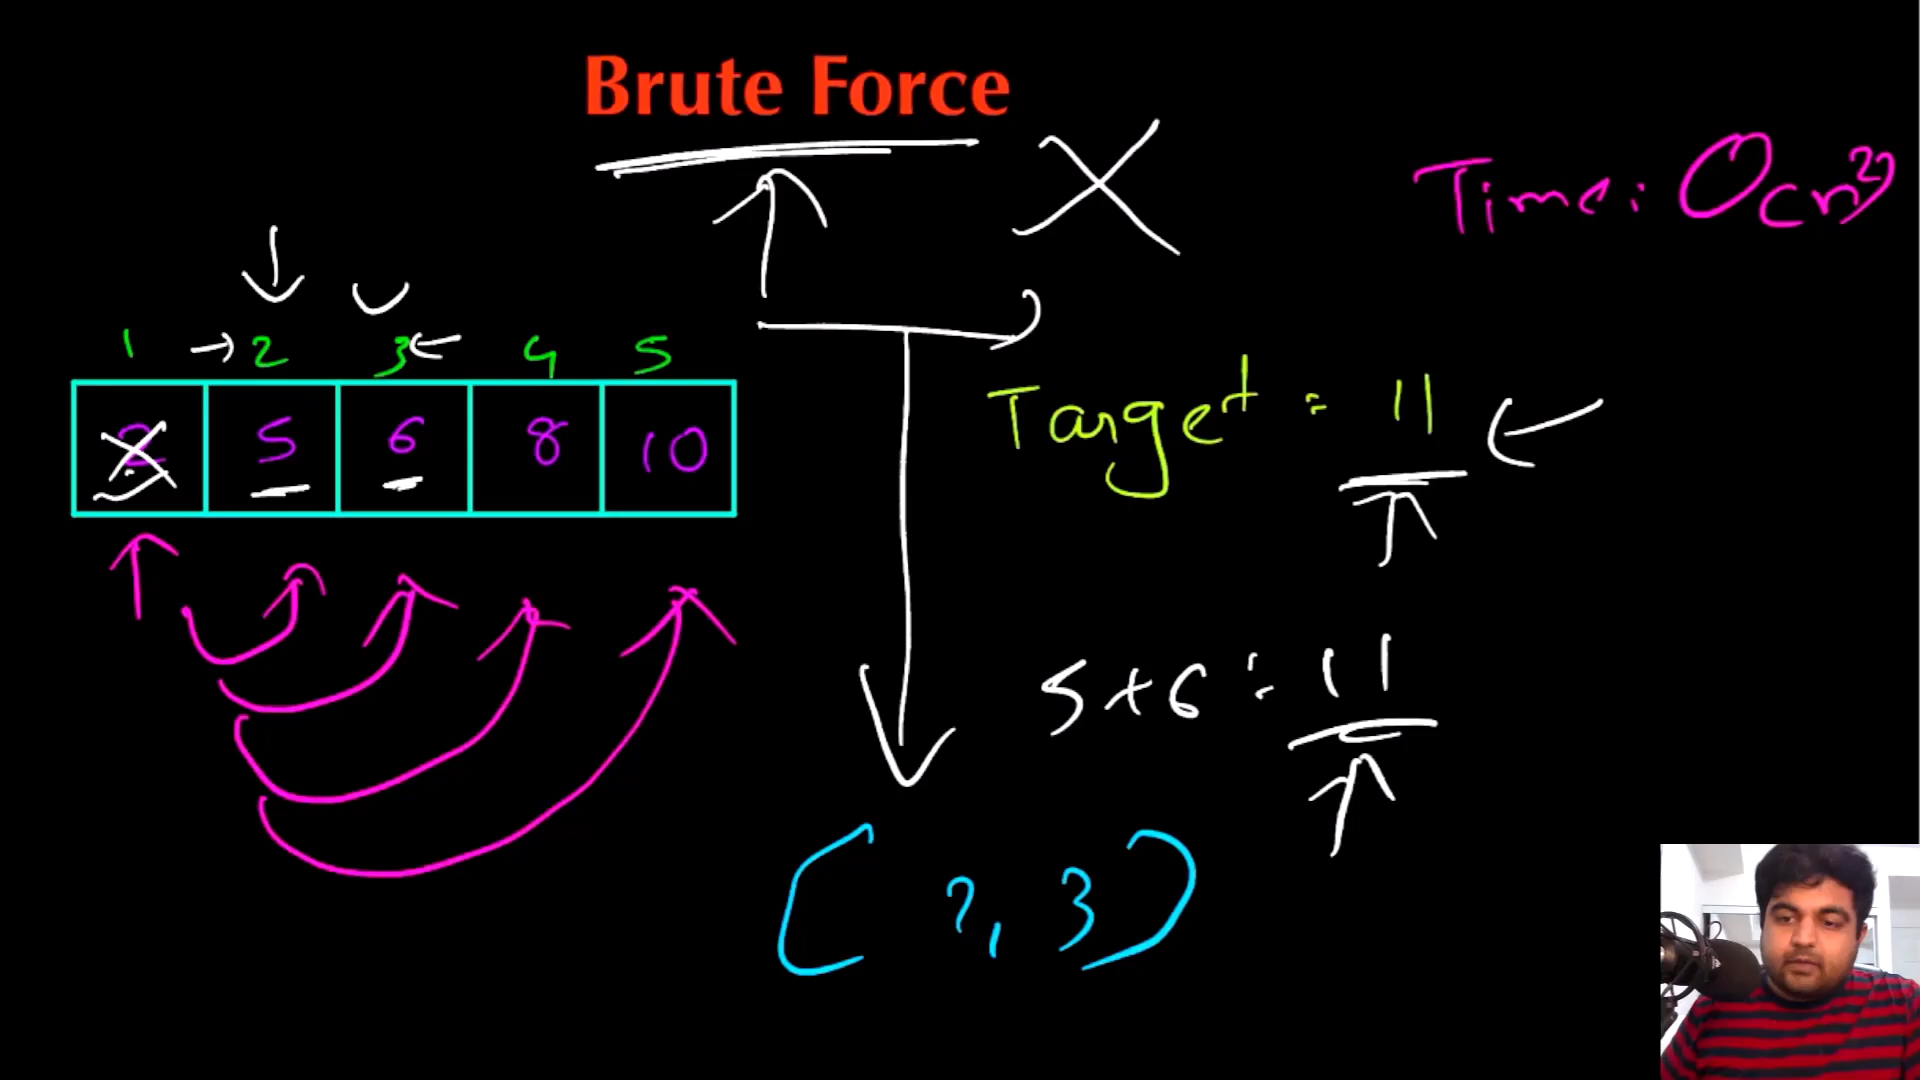 Brute Force
Time: O(n²)
1 2 3 4 5
2 5 6 8 10
Target = 11
5 + 6 = 11
(2, 3)